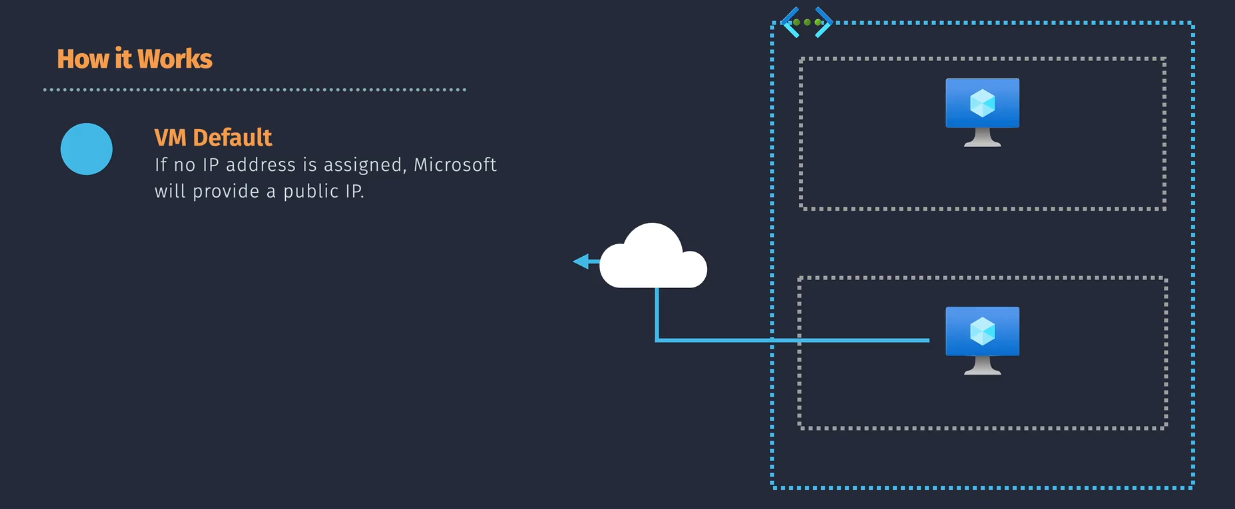 How it Works
VM Default
If no IP address is assigned, Microsoft
will provide a public IP.